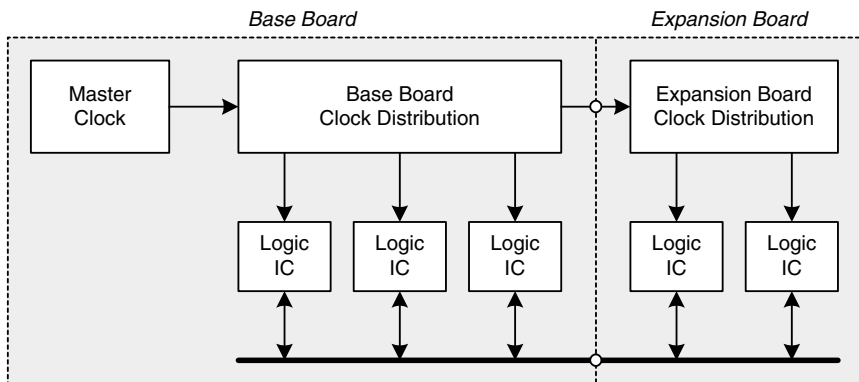 Base Board
Expansion Board
Master
Clock
Base Board
Clock Distribution
Expansion Board
Clock Distribution
Logic
IC
Logic
IC
Logic
IC
Logic
IC
Logic
IC